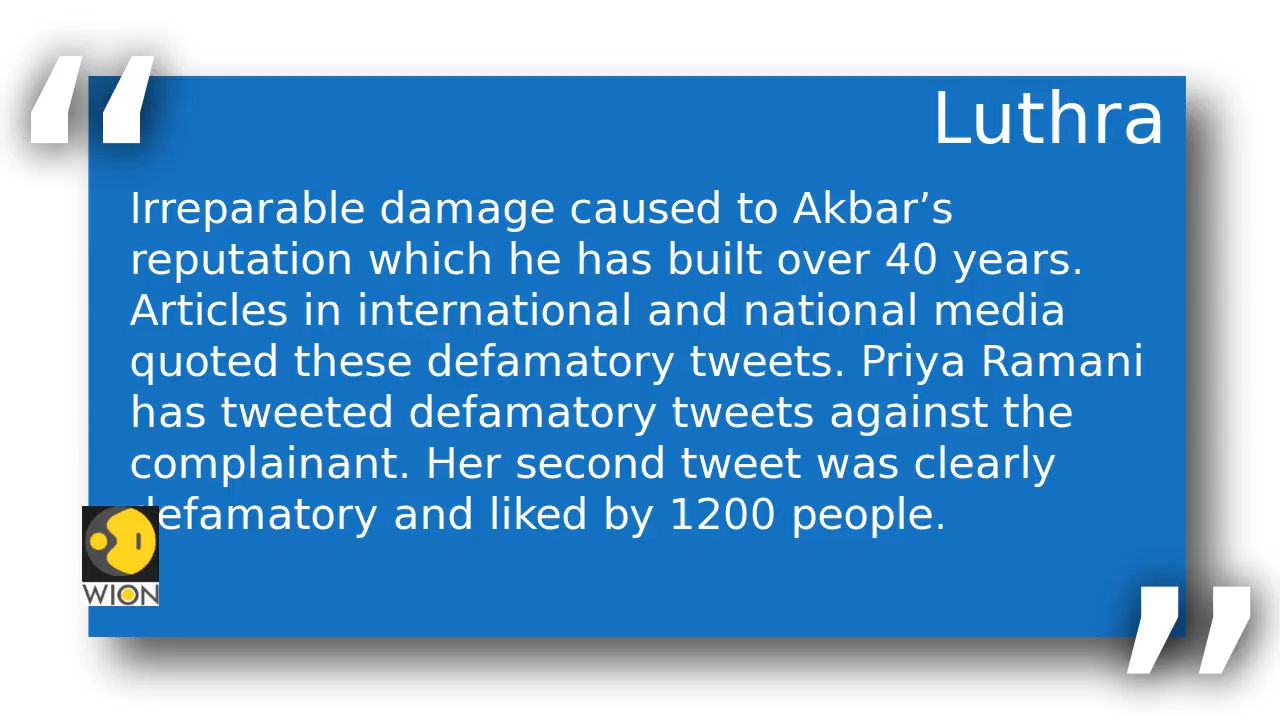 Luthra
Irreparable damage caused to Akbar’s
reputation which he has built over 40 years.
Articles in international and national media
quoted these defamatory tweets. Priya Ramani
has tweeted defamatory tweets against the
complainant. Her second tweet was clearly
defamatory and liked by 1200 people.
WION